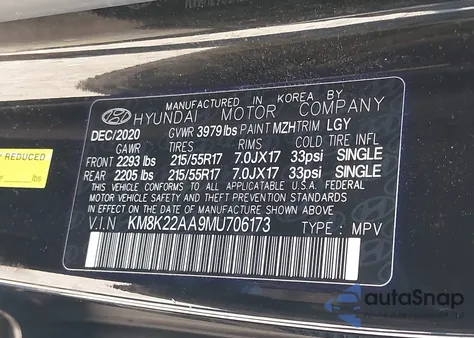 MANUFACTURED IN KOREA BY
HYUNDAI MOTOR COMPANY
DEC/2020 GVWR 3979lbs PAINT MZH TRIM LGY
GAWR TIRES RIMS COLD TIRE INFL
FRONT 2293 lbs 215/55R17 7.0JX17 33psi SINGLE
REAR 2205 lbs 215/55R17 7.0JX17 33psi SINGLE
THIS VEHICLE CONFORMS TO ALL APPLICABLE U.S.A. FEDERAL
MOTOR VEHICLE SAFETY AND THEFT PREVENTION STANDARDS
IN EFFECT ON THE DATE OF MANUFACTURE SHOWN ABOVE.
V.I.N KM8K22AA9MU706173 TYPE : MPV
CITY REDUCED
lbs
autoSnap